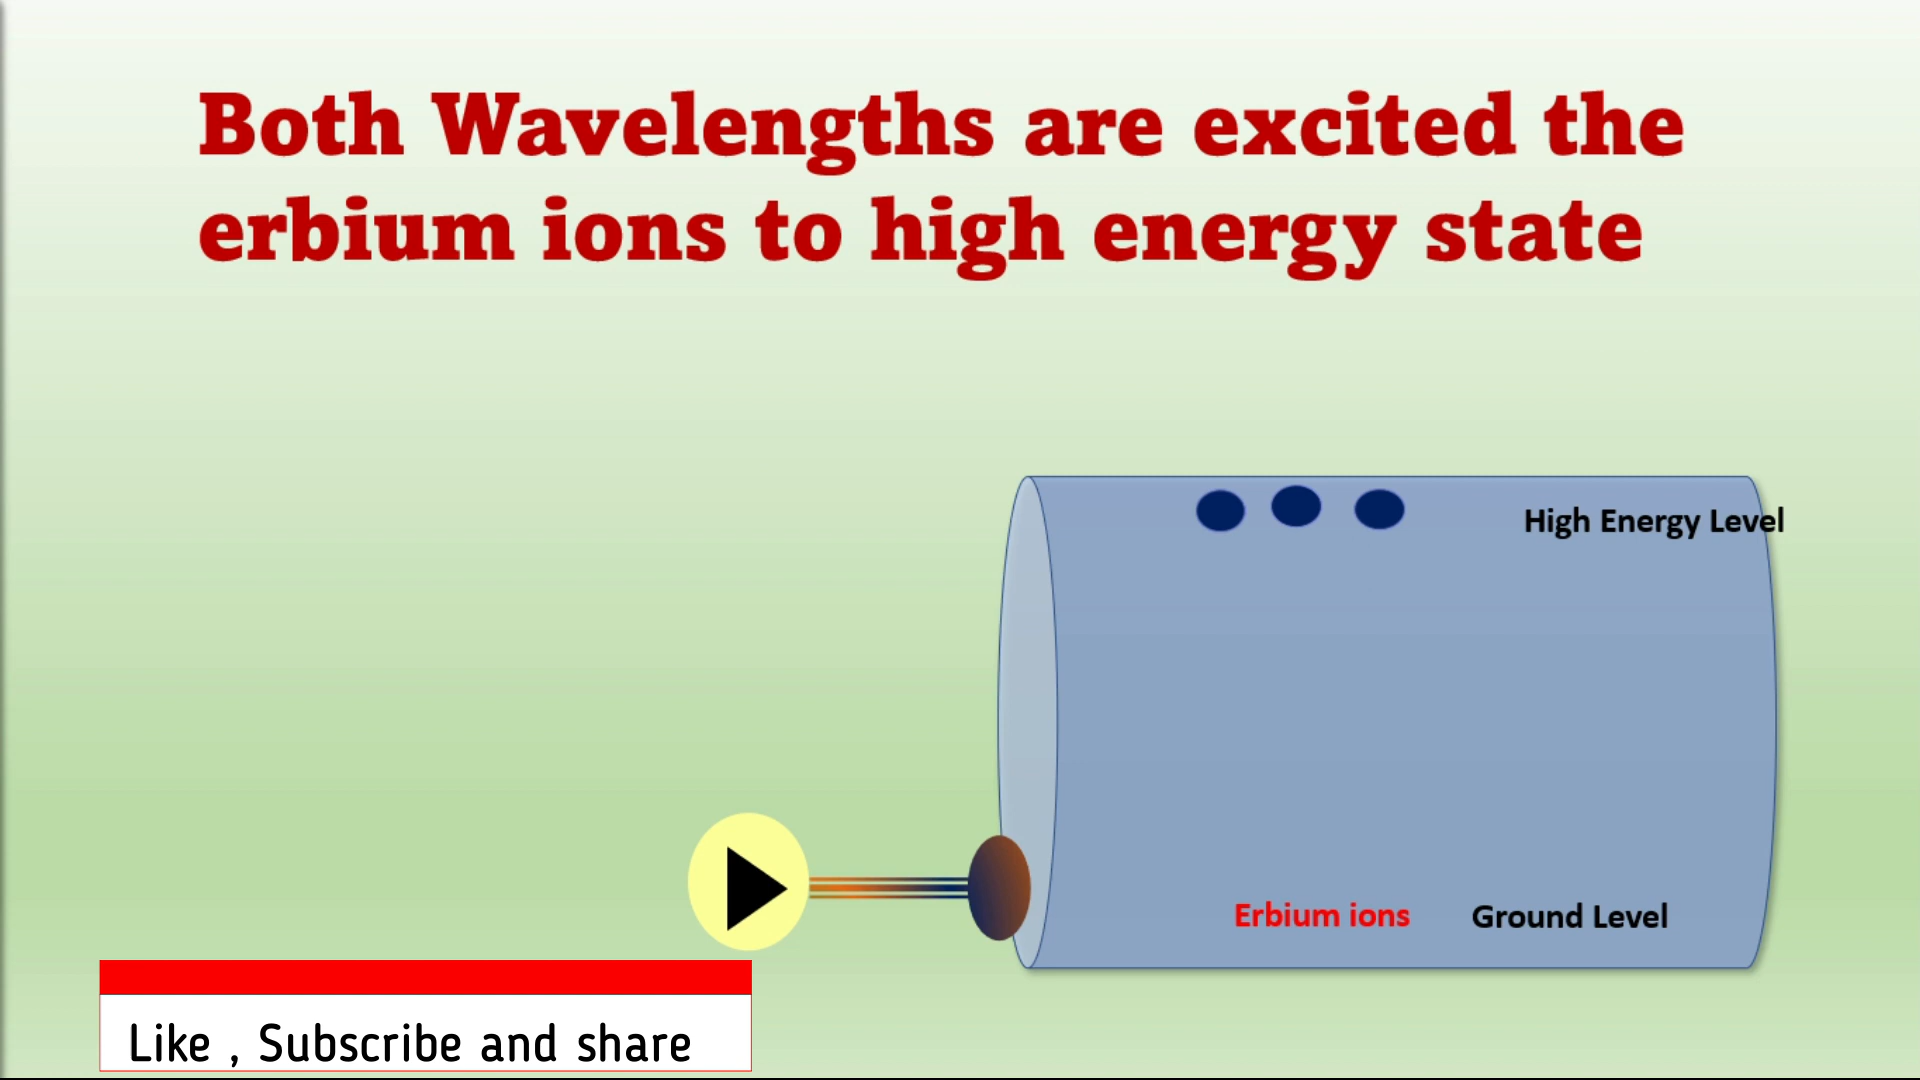 Both Wavelengths are excited the
erbium ions to high energy state
High Energy Level
Erbium ions
Ground Level
Like , Subscribe and share